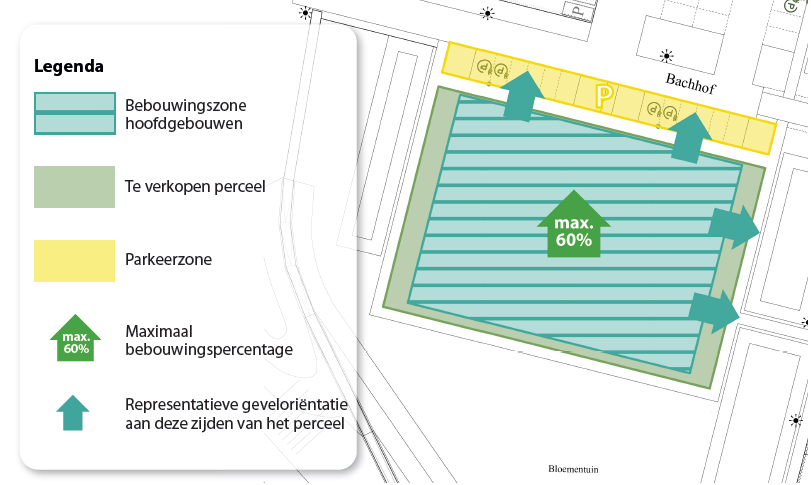 Legenda
Bebouwingszone
hoofdgebouwen
Te verkopen perceel
Parkeerzone
max.
60%
Maximaal
bebouwingspercentage
Representatieve geveloriëntatie
aan deze zijden van het perceel
P
Bachhof
P
max.
60%
Bloementuin